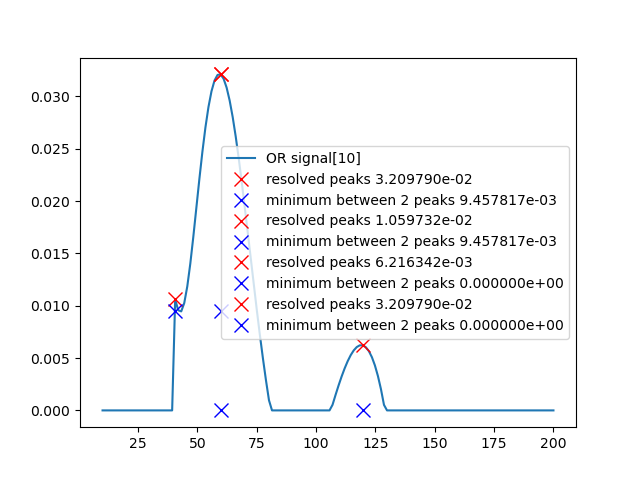 0.030
0.025
0.020
0.015
0.010
0.005
0.000
OR signal[10]
resolved peaks 3.209790e-02
minimum between 2 peaks 9.457817e-03
resolved peaks 1.059732e-02
minimum between 2 peaks 9.457817e-03
resolved peaks 6.216342e-03
minimum between 2 peaks 0.000000e+00
resolved peaks 3.209790e-02
minimum between 2 peaks 0.000000e+00
25 50 75 100 125 150 175 200